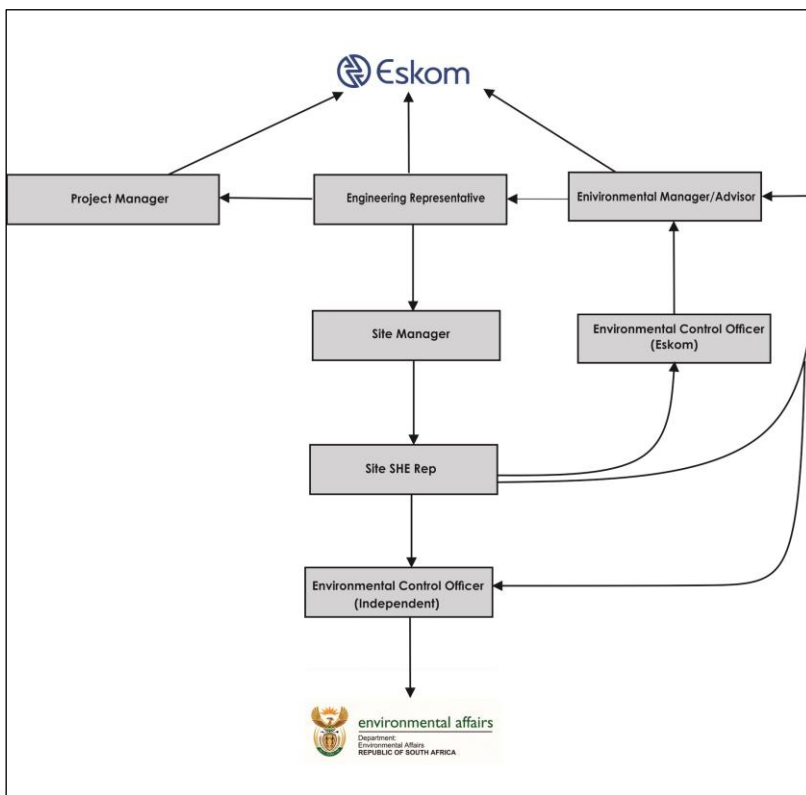 Eskom
Project Manager
Engineering Representative
Enivironmental Manager/Advisor
Site Manager
Environmental Control Officer
(Eskom)
Site SHE Rep
Environmental Control Officer
(Independent)
environmental affairs
Department:
Environmental Affairs
REPUBLIC OF SOUTH AFRICA